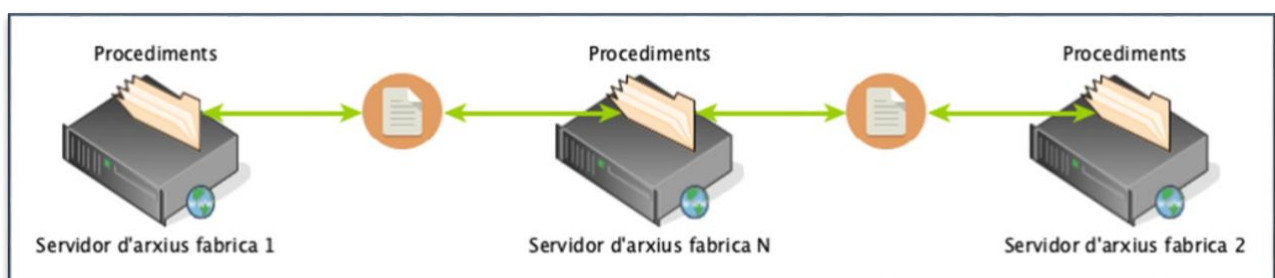 Procediments
Procediments
Procediments
Servidor d'arxius fabrica 1
Servidor d'arxius fabrica N
Servidor d'arxius fabrica 2